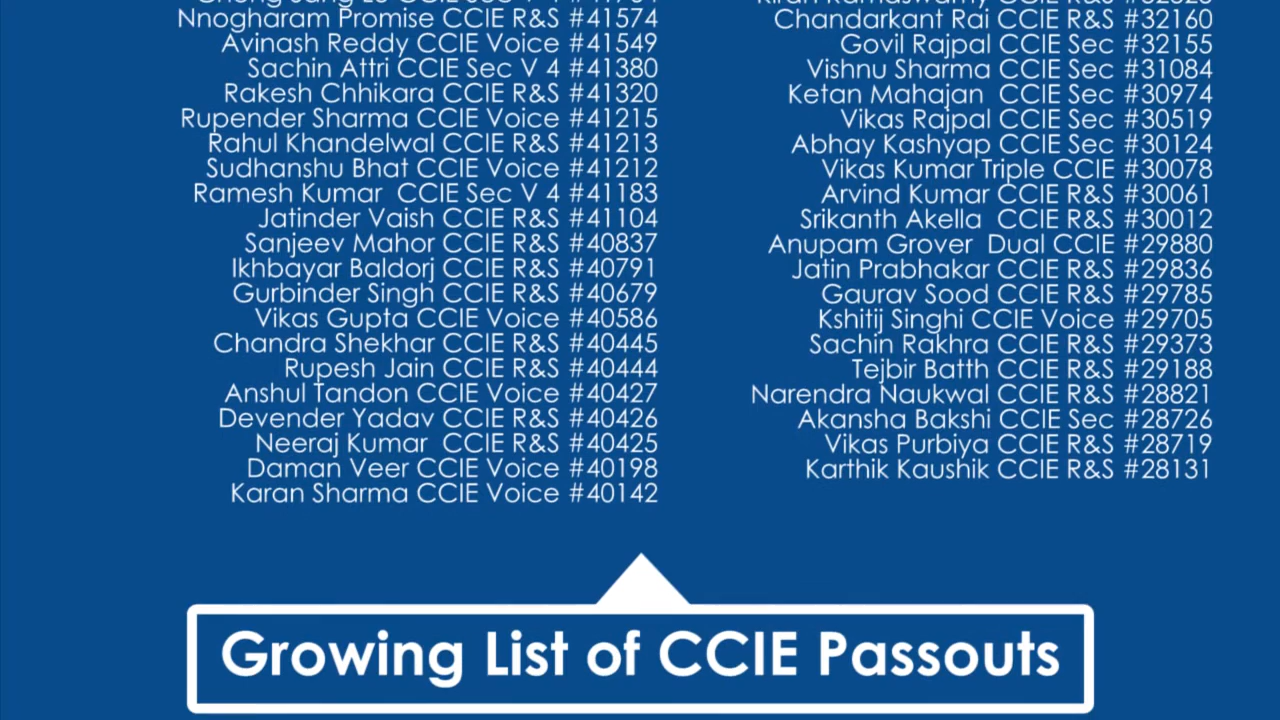 Nnogharam Promise CCIE R&S #41574
Avinash Reddy CCIE Voice #41549
Sachin Attri CCIE Sec V 4 #41380
Rakesh Chhikara CCIE R&S #41320
Rupender Sharma CCIE Voice #41215
Rahul Khandelwal CCIE R&S #41213
Sudhanshu Bhat CCIE Voice #41212
Ramesh Kumar  CCIE Sec V 4 #41183
Jatinder Vaish CCIE R&S #41104
Sanjeev Mahor CCIE R&S #40837
Ikhbayar Baldorj CCIE R&S #40791
Gurbinder Singh CCIE R&S #40679
Vikas Gupta CCIE Voice #40586
Chandra Shekhar CCIE R&S #40445
Rupesh Jain CCIE R&S #40444
Anshul Tandon CCIE Voice #40427
Devender Yadav CCIE R&S #40426
Neeraj Kumar  CCIE R&S #40425
Daman Veer CCIE Voice #40198
Karan Sharma CCIE Voice #40142
Chandarkant Rai CCIE R&S #32160
Govil Rajpal CCIE Sec #32155
Vishnu Sharma CCIE Sec #31084
Ketan Mahajan  CCIE Sec #30974
Vikas Rajpal CCIE Sec #30519
Abhay Kashyap CCIE Sec #30124
Vikas Kumar Triple CCIE #30078
Arvind Kumar CCIE R&S #30061
Srikanth Akella  CCIE R&S #30012
Anupam Grover  Dual CCIE #29880
Jatin Prabhakar CCIE R&S #29836
Gaurav Sood CCIE R&S #29785
Kshitij Singhi CCIE Voice #29705
Sachin Rakhra CCIE R&S #29373
Tejbir Batth CCIE R&S #29188
Narendra Naukwal CCIE R&S #28821
Akansha Bakshi CCIE Sec #28726
Vikas Purbiya CCIE R&S #28719
Karthik Kaushik CCIE R&S #28131
Growing List of CCIE Passouts